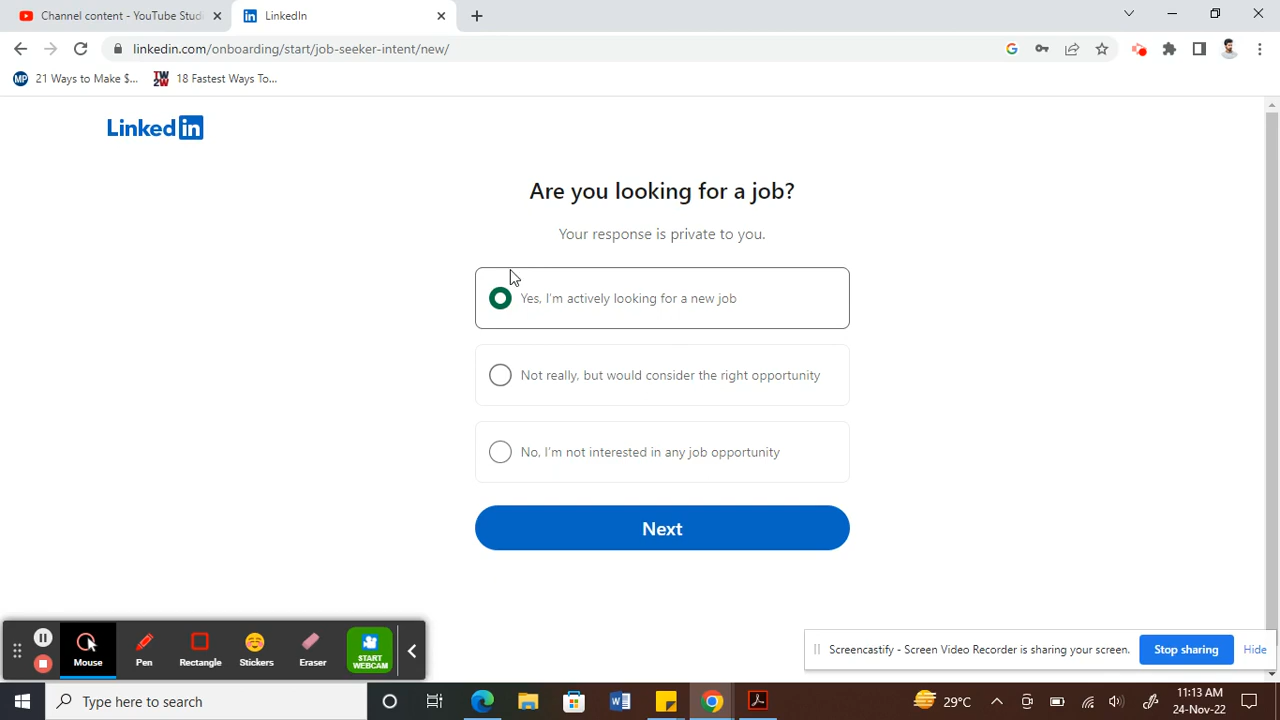 Channel content - YouTube Stud
LinkedIn
linkedin.com/onboarding/start/job-seeker-intent/new/
MP 21 Ways to Make $...
TW 2W 18 Fastest Ways To...
Linked in
Are you looking for a job?
Your response is private to you.
Yes, I'm actively looking for a new job
Not really, but would consider the right opportunity
No, I'm not interested in any job opportunity
Next
Mouse
Pen
Rectangle
Stickers
Eraser
START WEBCAM
Screencastify - Screen Video Recorder is sharing your screen.
Stop sharing
Hide
Type here to search
29°C
11:13 AM
24-Nov-22